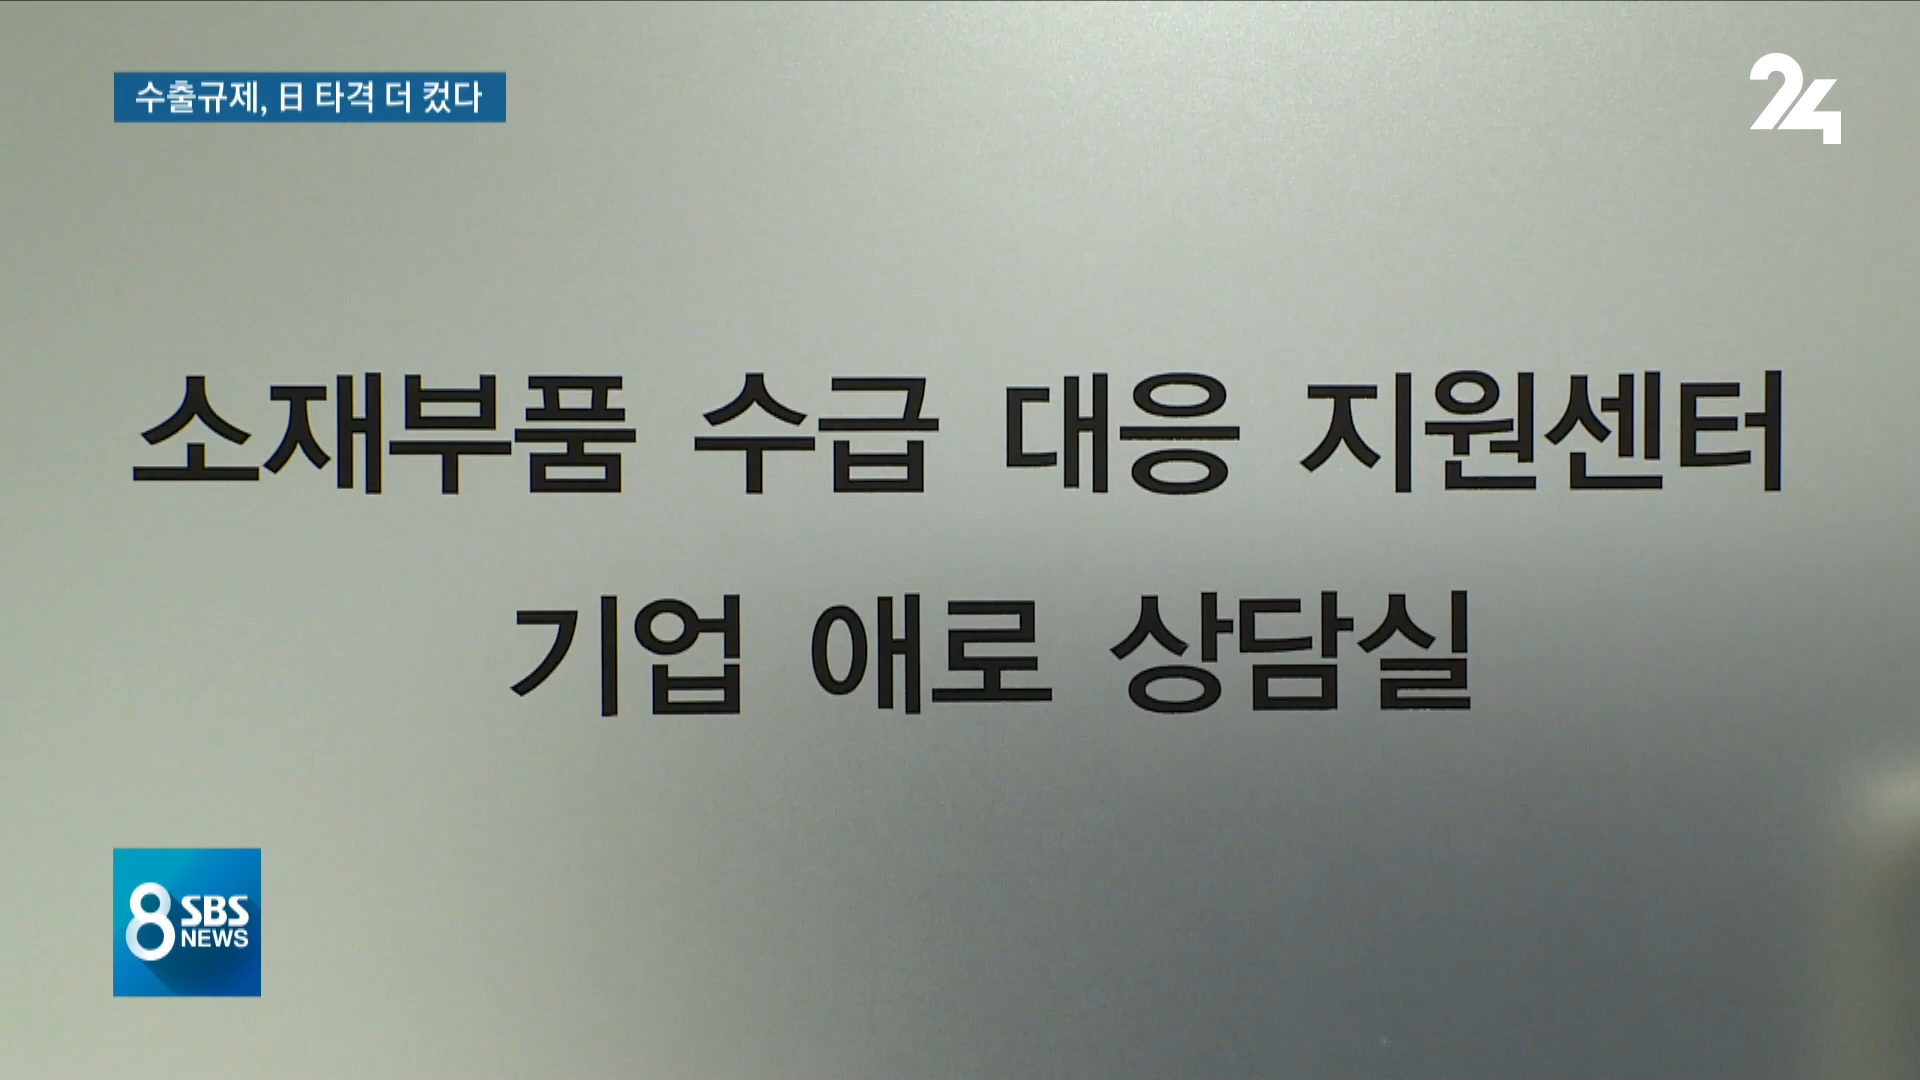 수출규제, 日 타격 더 컸다
24
소재부품 수급 대응 지원센터
기업 애로 상담실
8 SBS
NEWS